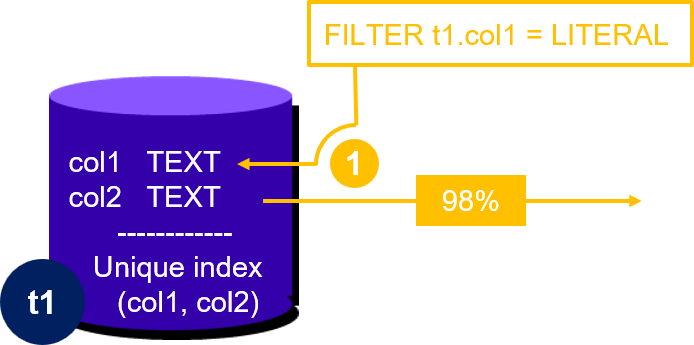 FILTER t1.col1 = LITERAL
col1 TEXT
1
col2 TEXT
98%
------------
Unique index
(col1, col2)
t1